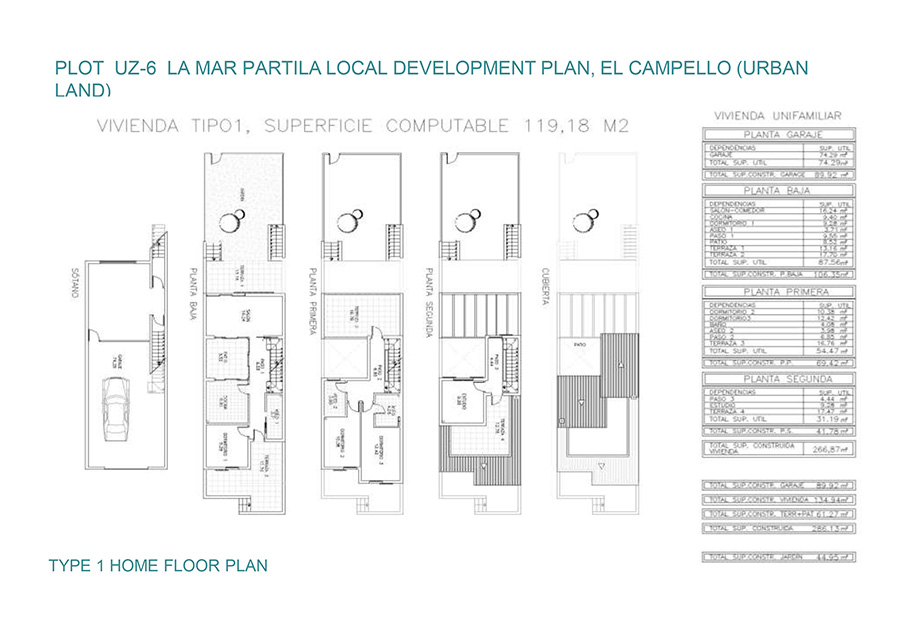 PLOT UZ-6 LA MAR PARTILA LOCAL DEVELOPMENT PLAN, EL CAMPELLO (URBAN
LAND)
VIVIENDA TIPO1, SUPERFICIE COMPUTABLE 119,18 M2
SÓTANO
GARAJE
PLANTA BAJA
PLANTA PRIMERA
PLANTA SEGUNDA
CUBIERTA
VIVIENDA UNIFAMILIAR
PLANTA GARAJE
DEPENDENCIAS SUP. UTIL
GARAJE 74.29 m²
TOTAL SUP. UTIL 74.29 m²
TOTAL SUP.CONSTR. GARAGE 89.92 m²
PLANTA BAJA
DEPENDENCIAS SUP. UTIL
SALON-COMEDOR 16.24 m²
COCINA 9.40 m²
DORMITORIO 1 9.28 m²
ASEO 1 3.71 m²
PASO 1 9.55 m²
PATIO 8.52 m²
TERRAZA 1 13.16 m²
TERRAZA 2 17.70 m²
TOTAL SUP. UTIL 87.56 m²
TOTAL SUP.CONSTR. P.BAJA 106.35 m²
PLANTA PRIMERA
DEPENDENCIAS SUP. UTIL
DORMITORIO 2 10.38 m²
DORMITORIO3 12.42 m²
BAÑO 4.08 m²
ASEO 2 3.98 m²
PASO 2 6.85 m²
TERRAZA 3 16.76 m²
TOTAL SUP. UTIL 54.47 m²
TOTAL SUP.CONSTR. P.P. 69.42 m²
PLANTA SEGUNDA
DEPENDENCIAS SUP. UTIL
PASO 3 4.44 m²
ESTUDIO 9.28 m²
TERRAZA 4 17.47 m²
TOTAL SUP. UTIL 31.19 m²
TOTAL SUP.CONSTR. P.S. 41.78 m²
TOTAL SUP. CONSTRUIDA
VIVIENDA 266,87 m²
TOTAL SUP.CONSTR. GARAJE 89.92 m²
TOTAL SUP.CONSTR. VIVIENDA 134.94 m²
TOTAL SUP.CONSTR. TERR+PAT 61.27 m²
TOTAL SUP. CONSTRUIDA 286.13 m²
TOTAL SUP.CONSTR. JARDIN 44.95 m²
TYPE 1 HOME FLOOR PLAN